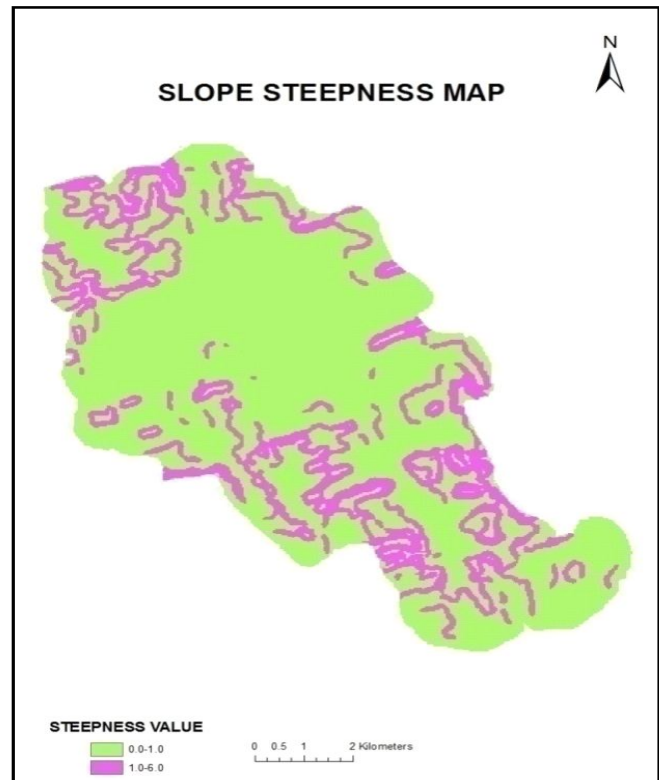 N
SLOPE STEEPNESS MAP
STEEPNESS VALUE
0.0-1.0
1.0-6.0
0 0.5 1 2 Kilometers